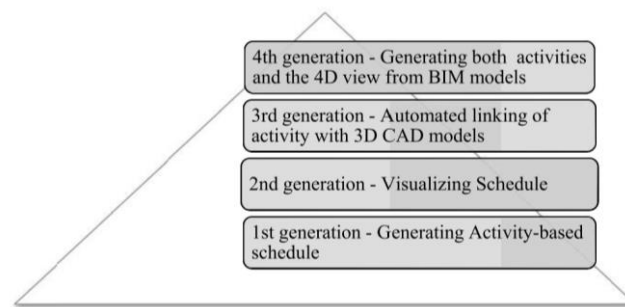 4th generation - Generating both activities
and the 4D view from BIM models
3rd generation - Automated linking of
activity with 3D CAD models
2nd generation - Visualizing Schedule
1st generation - Generating Activity-based
schedule